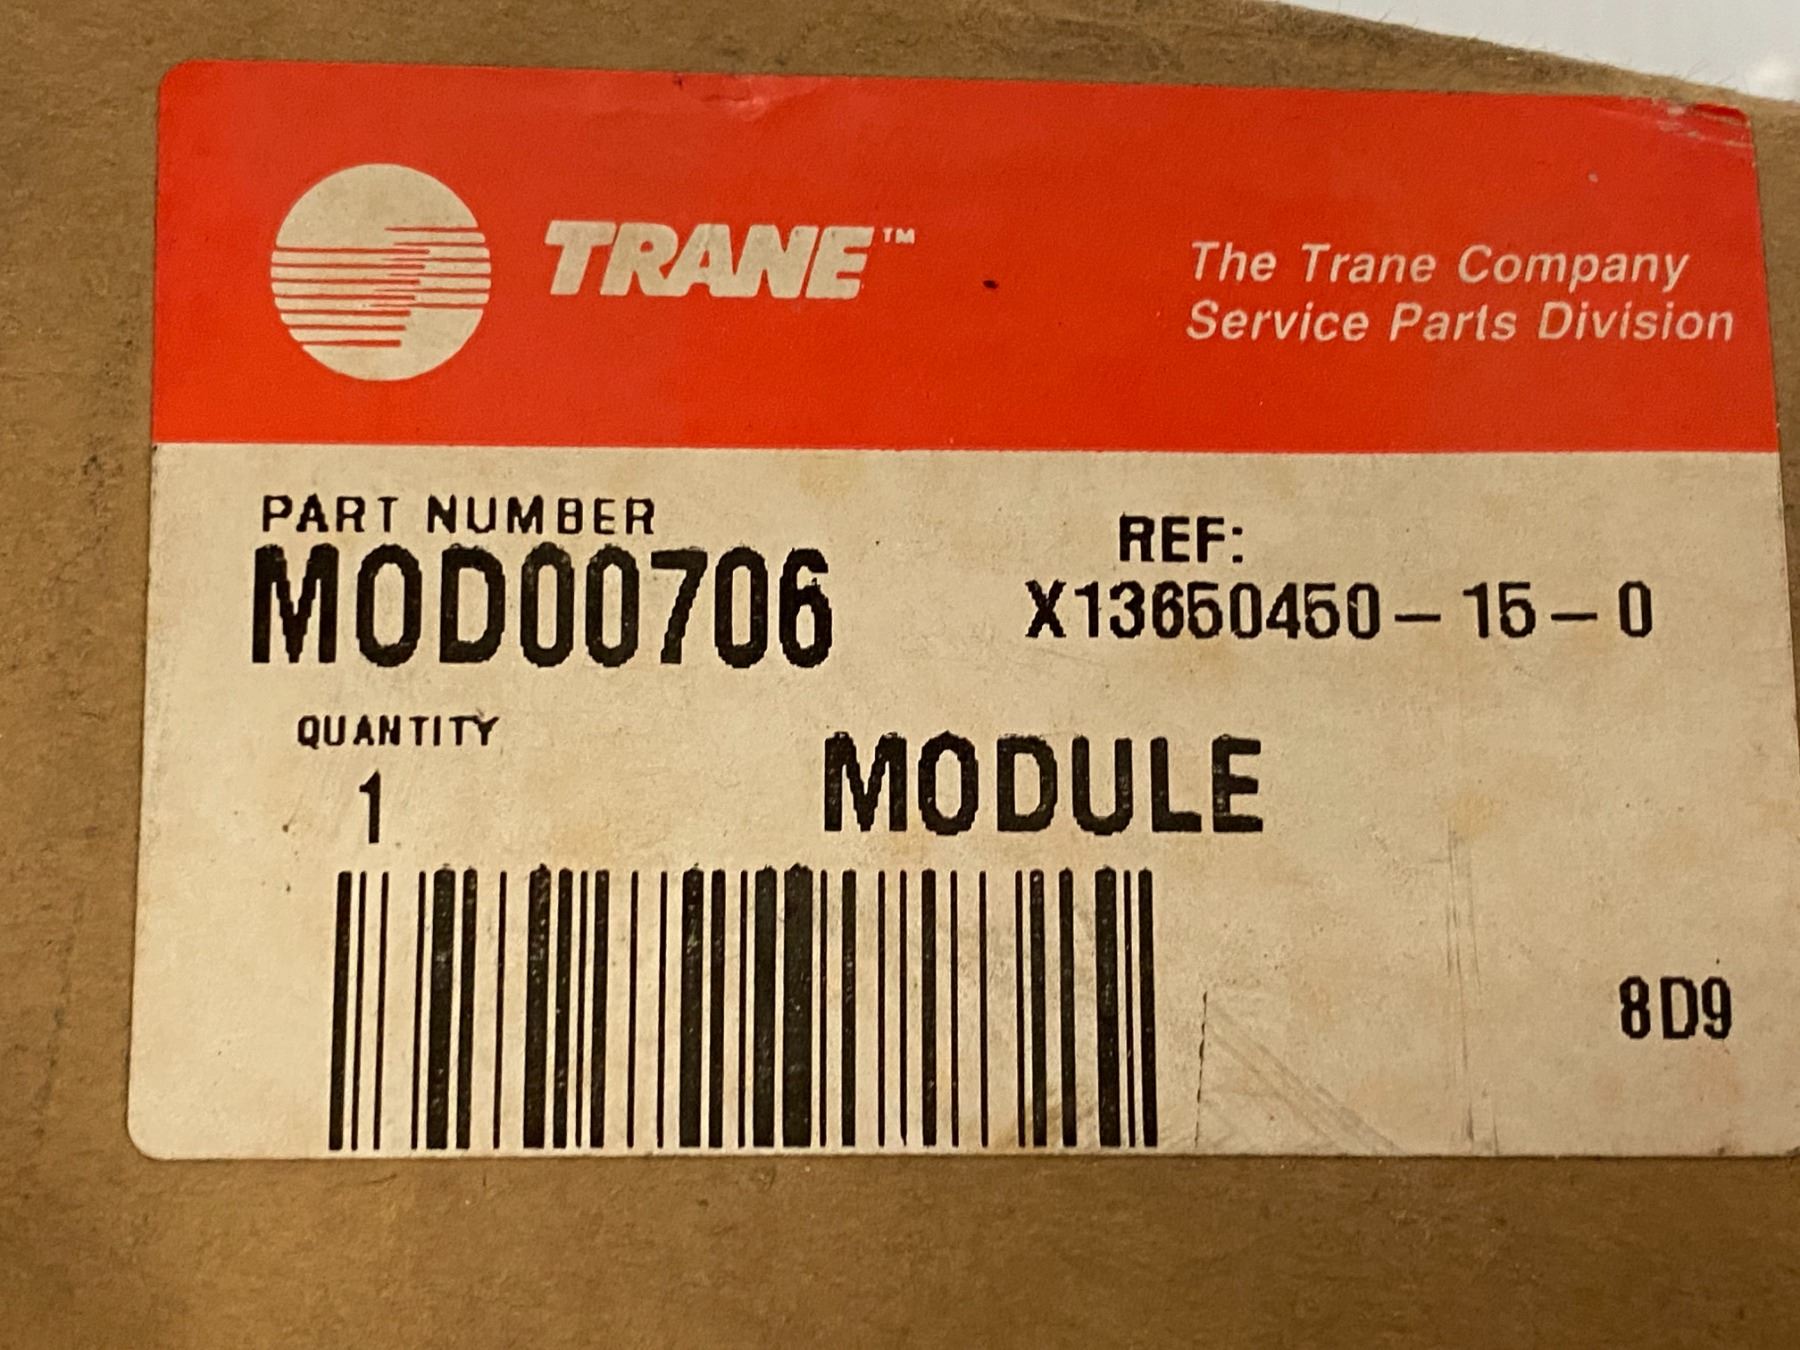 TRANE™
The Trane Company
Service Parts Division
PART NUMBER
MOD00706
REF:
X13650450-15-0
QUANTITY
1
MODULE
8D9